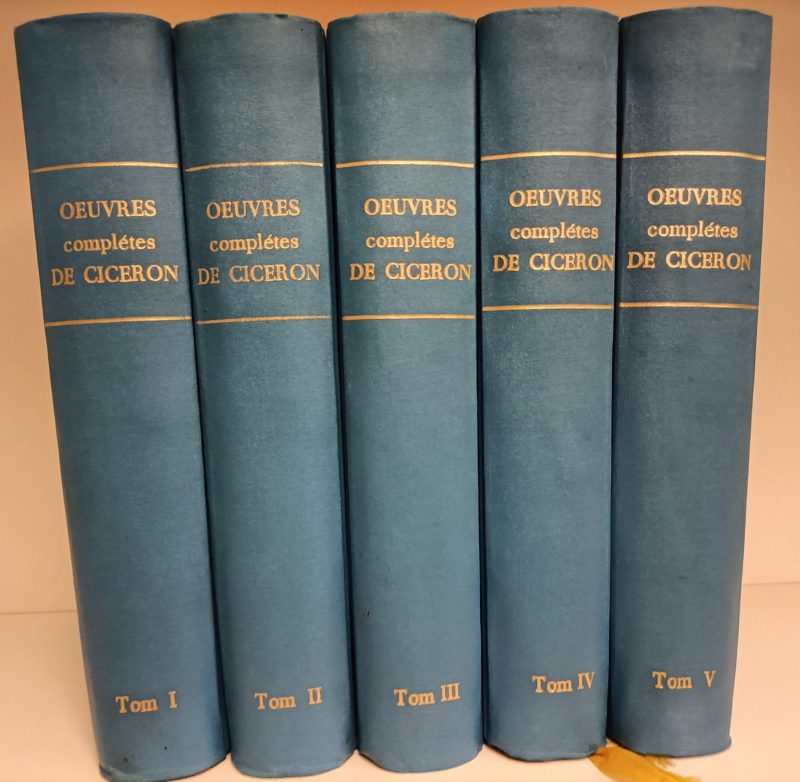 OEUVRES
complétes
DE CICERON
Tom I
OEUVRES
complétes
DE CICERON
Tom II
OEUVRES
complétes
DE CICERON
Tom III
OEUVRES
complétes
DE CICERON
Tom IV
OEUVRES
complétes
DE CICERON
Tom V